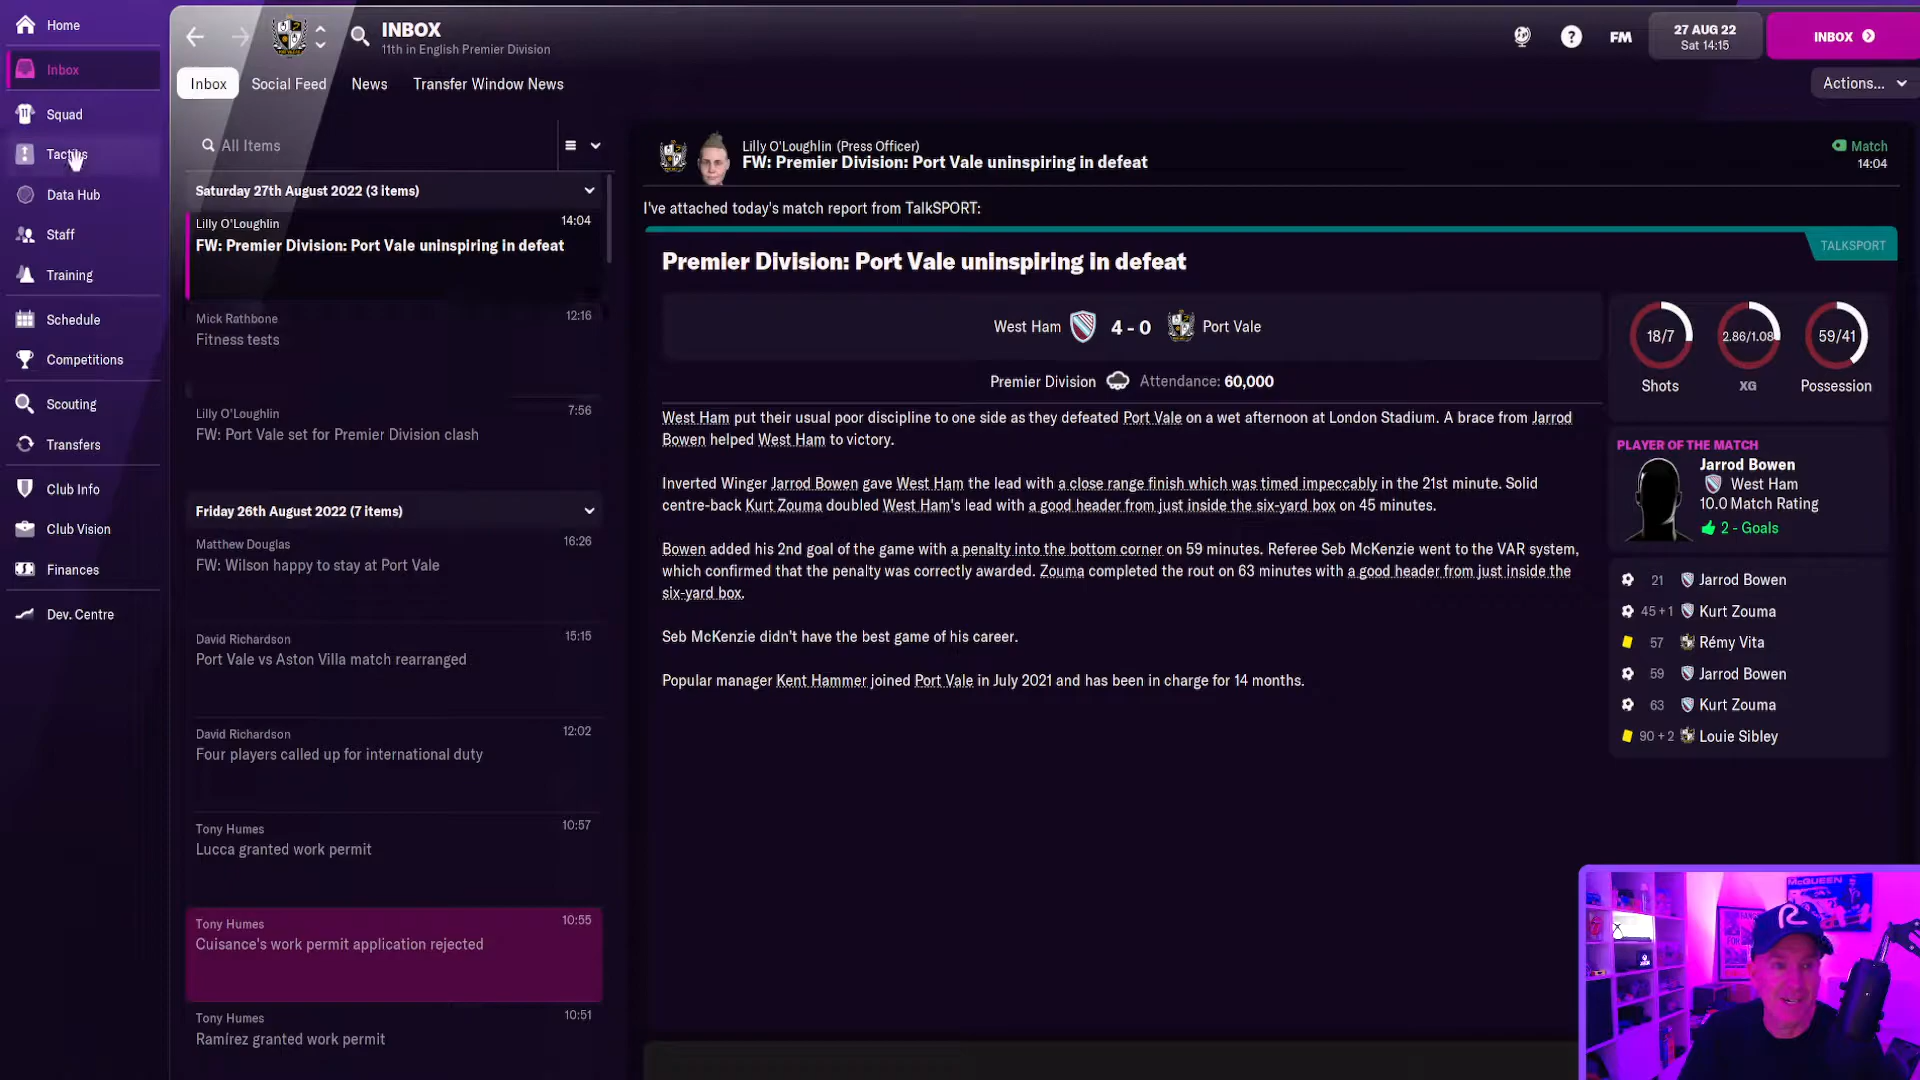 Home
Inbox
Squad
Tactics
Data Hub
Staff
Training
Schedule
Competitions
Scouting
Transfers
Club Info
Club Vision
Finances
Dev. Centre
INBOX
11th in English Premier Division
FM
27 AUG 22
Sat 14:15
INBOX
Inbox
Social Feed
News
Transfer Window News
Actions...
All Items
Saturday 27th August 2022 (3 items)
Lilly O'Loughlin 14:04
FW: Premier Division: Port Vale uninspiring in defeat
Mick Rathbone 12:16
Fitness tests
Lilly O'Loughlin 7:56
FW: Port Vale set for Premier Division clash
Friday 26th August 2022 (7 items)
Matthew Douglas 16:26
FW: Wilson happy to stay at Port Vale
David Richardson 15:15
Port Vale vs Aston Villa match rearranged
David Richardson 12:02
Four players called up for international duty
Tony Humes 10:57
Lucca granted work permit
Tony Humes 10:55
Cuisance's work permit application rejected
Tony Humes 10:51
Ramírez granted work permit
Lilly O'Loughlin (Press Officer)
FW: Premier Division: Port Vale uninspiring in defeat
Match
14:04
I've attached today's match report from TalkSPORT:
TALKSPORT
Premier Division: Port Vale uninspiring in defeat
West Ham 4 - 0 Port Vale
Premier Division Attendance: 60,000
West Ham put their usual poor discipline to one side as they defeated Port Vale on a wet afternoon at London Stadium. A brace from Jarrod
Bowen helped West Ham to victory.
Inverted Winger Jarrod Bowen gave West Ham the lead with a close range finish which was timed impeccably in the 21st minute. Solid
centre-back Kurt Zouma doubled West Ham's lead with a good header from just inside the six-yard box on 45 minutes.
Bowen added his 2nd goal of the game with a penalty into the bottom corner on 59 minutes. Referee Seb McKenzie went to the VAR system,
which confirmed that the penalty was correctly awarded. Zouma completed the rout on 63 minutes with a good header from just inside the
six-yard box.
Seb McKenzie didn't have the best game of his career.
Popular manager Kent Hammer joined Port Vale in July 2021 and has been in charge for 14 months.
18/7
2.86/1.08
59/41
Shots
XG
Possession
PLAYER OF THE MATCH
Jarrod Bowen
West Ham
10.0 Match Rating
2 - Goals
21 Jarrod Bowen
45 + 1 Kurt Zouma
57 Rémy Vita
59 Jarrod Bowen
63 Kurt Zouma
90 + 2 Louie Sibley
McQUEEN